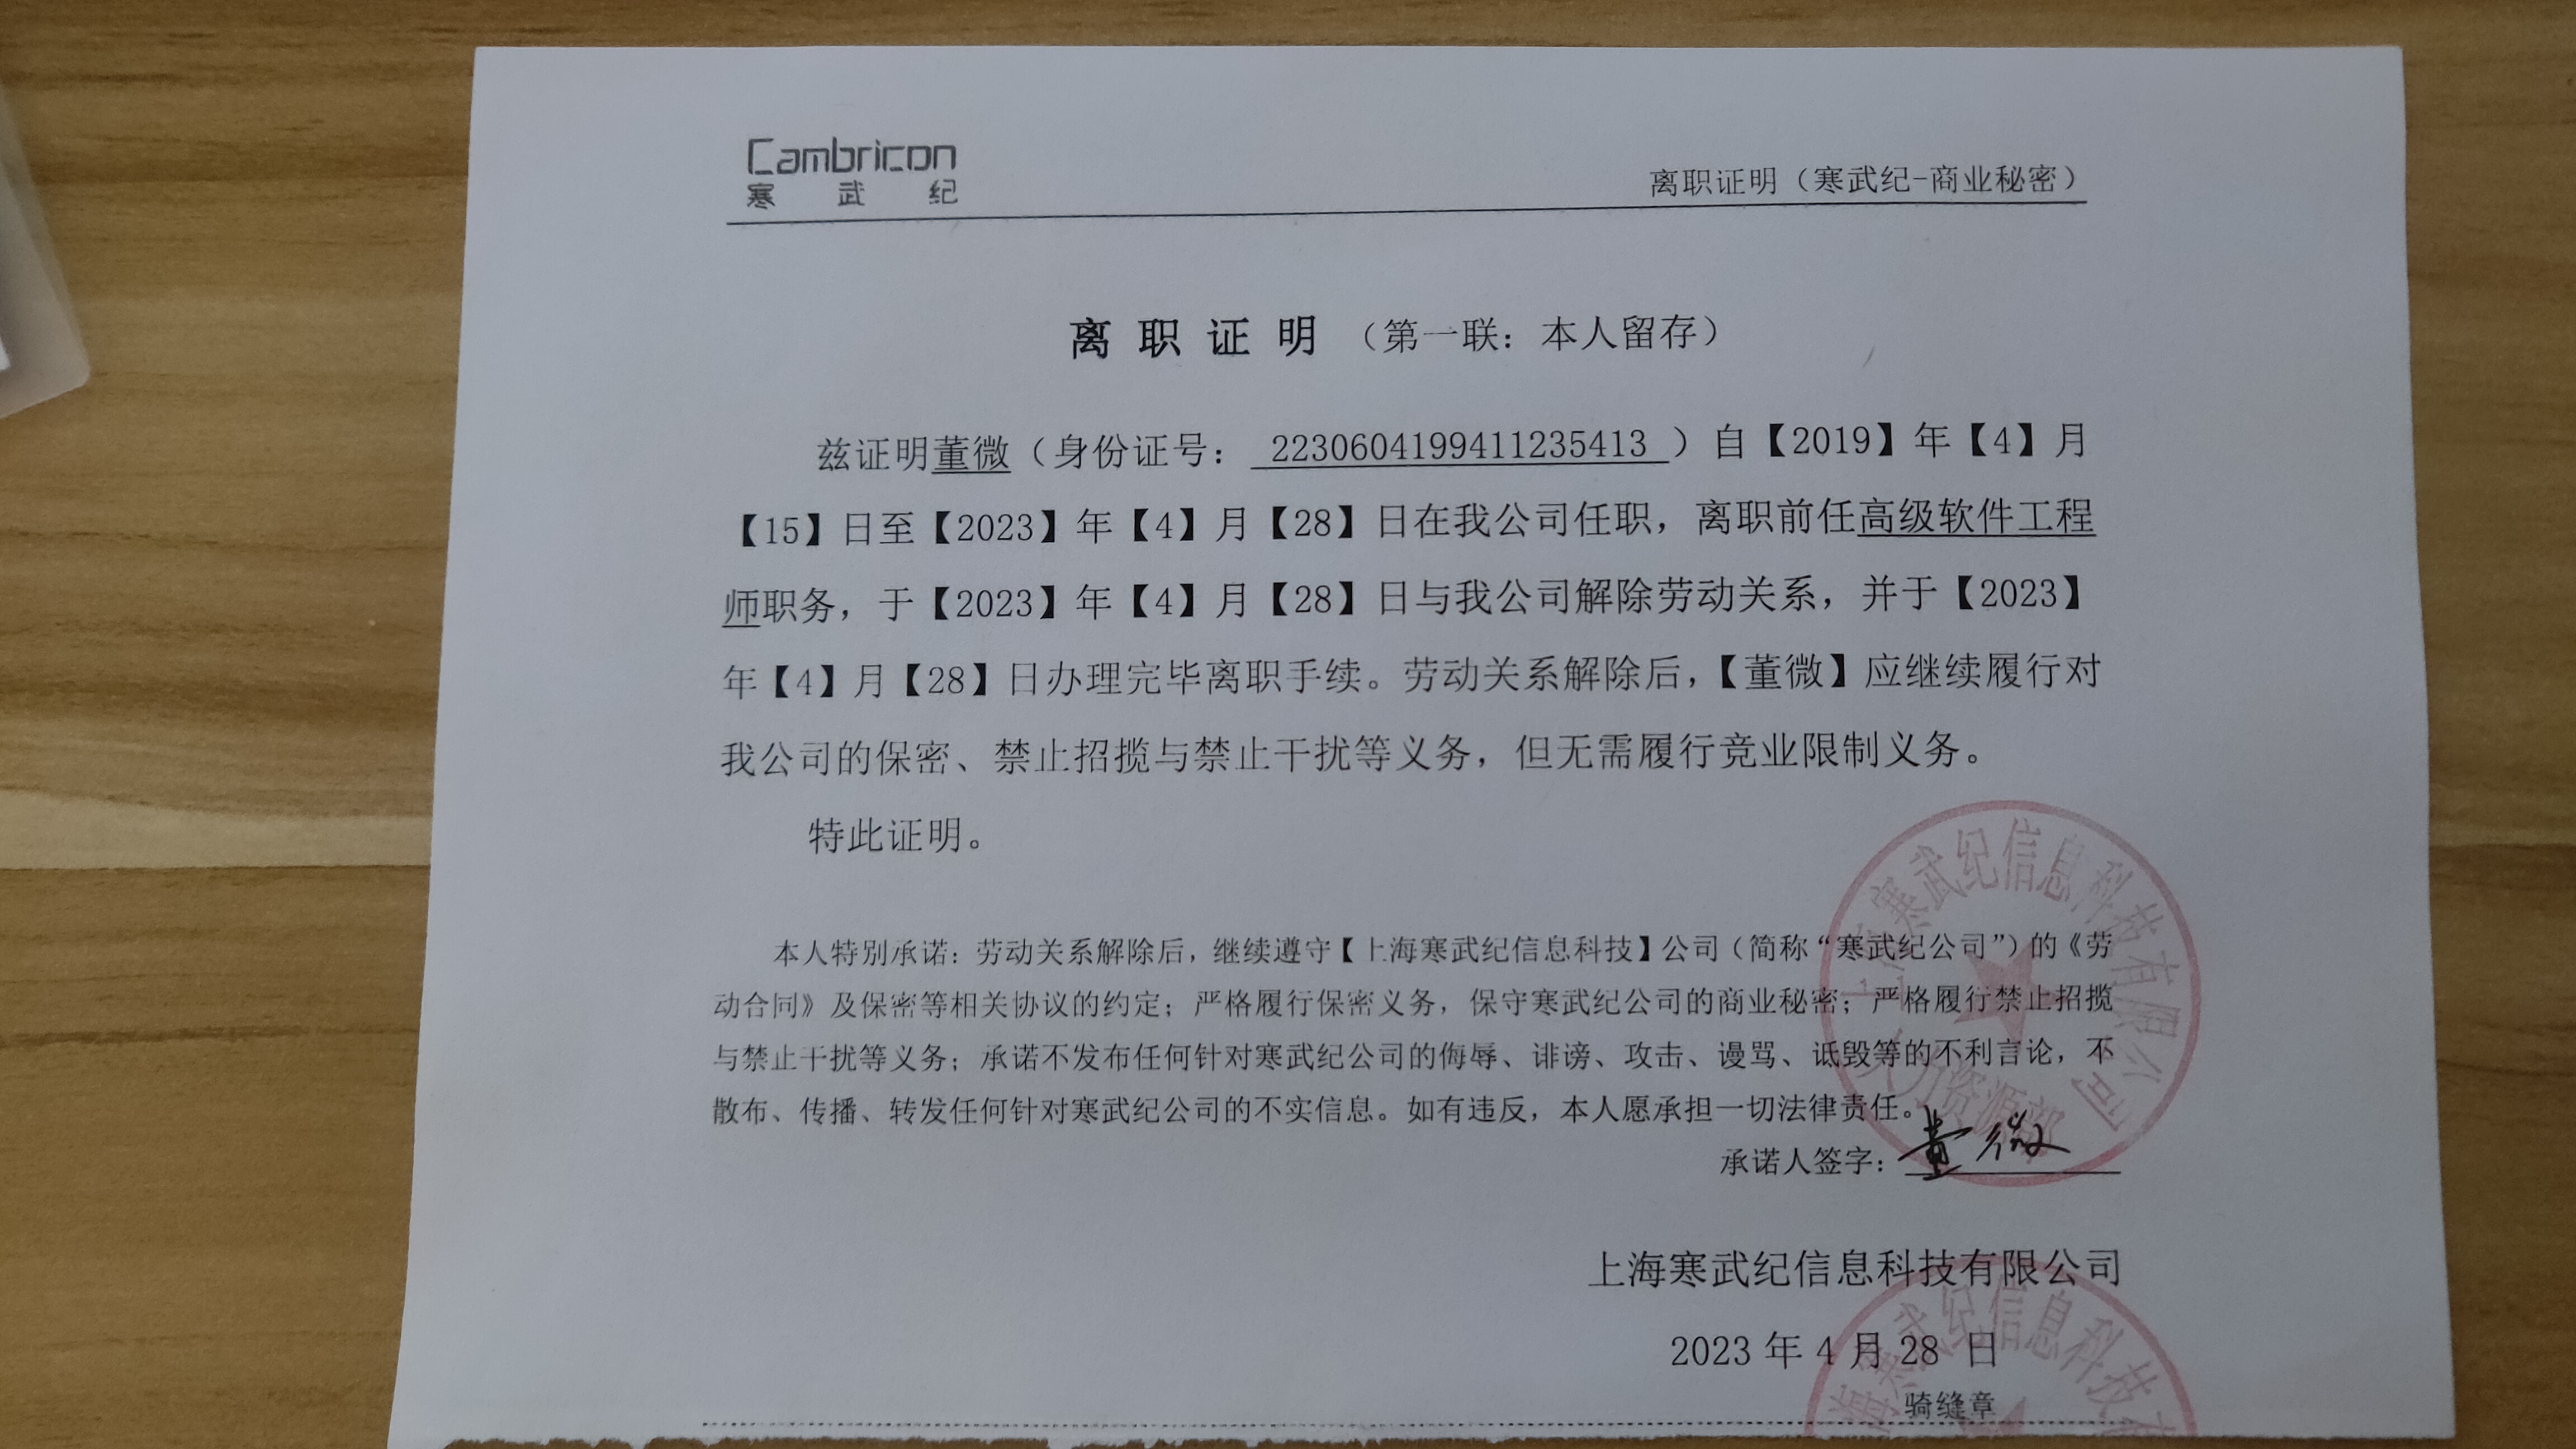 Cambricon
寒武纪
离职证明（寒武纪-商业秘密）
离职证明（第一联：本人留存）
兹证明董微（身份证号： 2230604199411235413 ）自【2019】年【4】月
【15】日至【2023】年【4】月【28】日在我公司任职，离职前任高级软件工程
师职务，于【2023】年【4】月【28】日与我公司解除劳动关系，并于【2023】
年【4】月【28】日办理完毕离职手续。劳动关系解除后，【董微】应继续履行对
我公司的保密、禁止招揽与禁止干扰等义务，但无需履行竞业限制义务。
特此证明。
本人特别承诺：劳动关系解除后，继续遵守【上海寒武纪信息科技】公司（简称“寒武纪公司”）的《劳
动合同》及保密等相关协议的约定；严格履行保密义务，保守寒武纪公司的商业秘密；严格履行禁止招揽
与禁止干扰等义务；承诺不发布任何针对寒武纪公司的侮辱、诽谤、攻击、谩骂、诋毁等的不利言论，不
散布、传播、转发任何针对寒武纪公司的不实信息。如有违反，本人愿承担一切法律责任。
承诺人签字：董微
上海寒武纪信息科技有限公司
人力资源部
上海寒武纪信息科技有限公司
2023 年 4 月 28 日
骑缝章
海寒武纪信息科技有